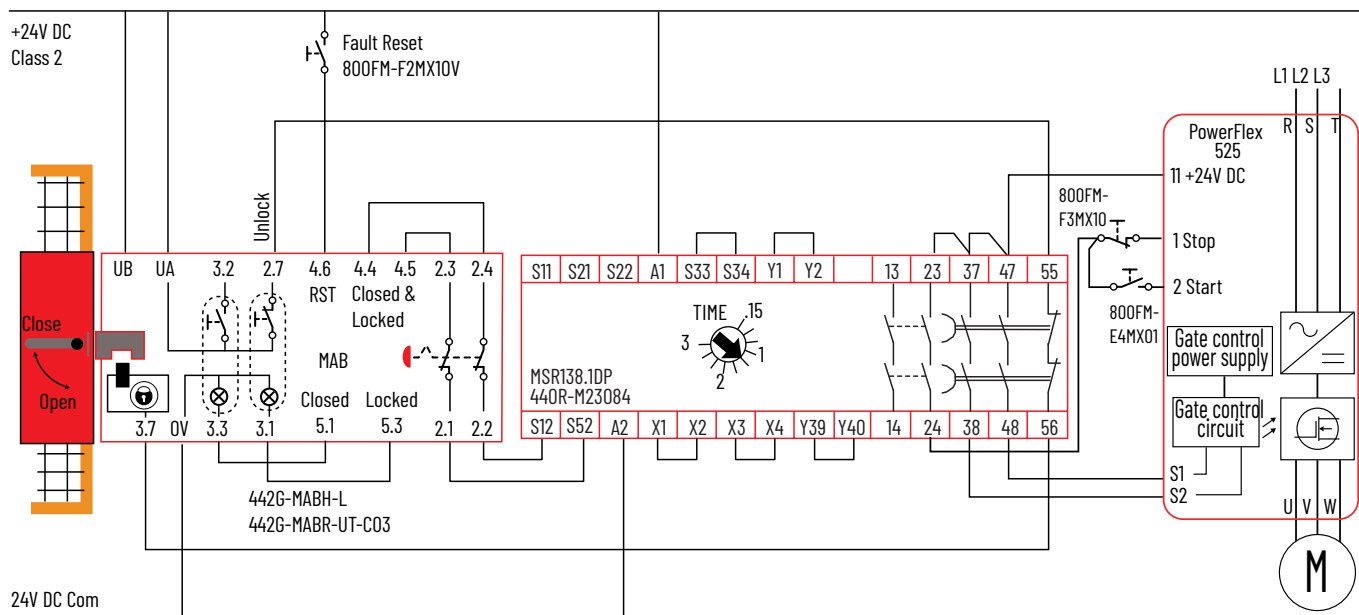 +24V DC
Class 2
Fault Reset
800FM-F2MX10V
L1 L2 L3
R S T
PowerFlex
525
11 +24V DC
800FM-
F3MX10
1 Stop
2 Start
800FM-
E4MX01
Gate control
power supply
Gate control
circuit
S1
S2
U V W
M
Unlock
UB UA 3.2 2.7 4.6 4.4 4.5 2.3 2.4
RST Closed &
Locked
MAB
Closed Locked
3.7 0V 3.3 3.1 5.1 5.3 2.1 2.2
Close
Open
442G-MABH-L
442G-MABR-UT-C03
S11 S21 S22 A1 S33 S34 Y1 Y2 13 23 37 47 55
TIME .15
3 1
2
MSR138.1DP
440R-M23084
S12 S52 A2 X1 X2 X3 X4 Y39 Y40 14 24 38 48 56
24V DC Com